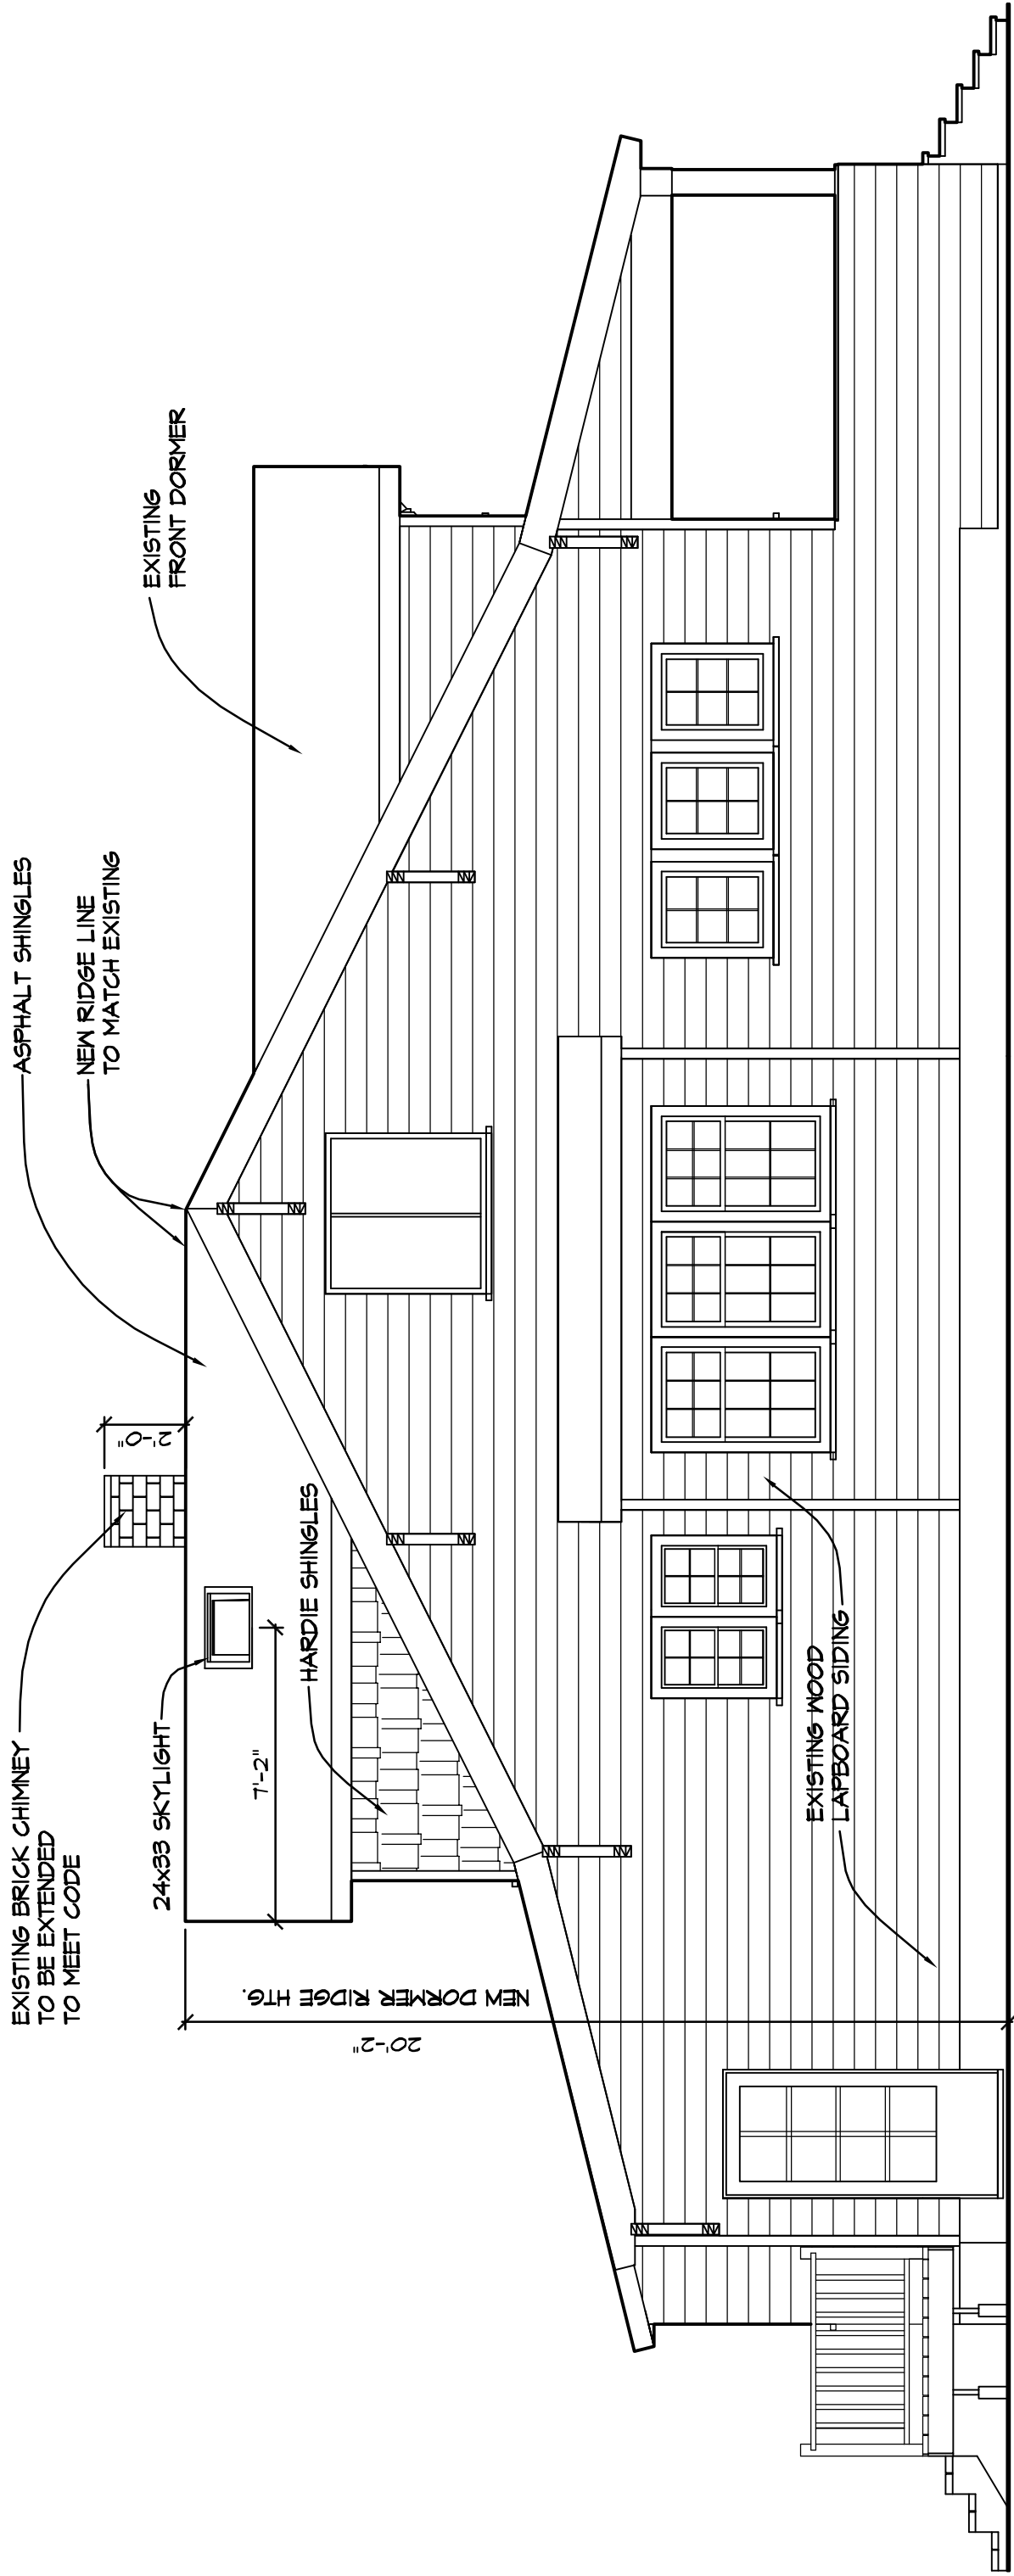 EXISTING BRICK CHIMNEY
TO BE EXTENDED
TO MEET CODE
ASPHALT SHINGLES
NEW RIDGE LINE
TO MATCH EXISTING
EXISTING
FRONT DORMER
24x33 SKYLIGHT
2'-0"
7'-2"
HARDIE SHINGLES
NEW DORMER RIDGE HTG.
20'-2"
EXISTING WOOD
LAPBOARD SIDING